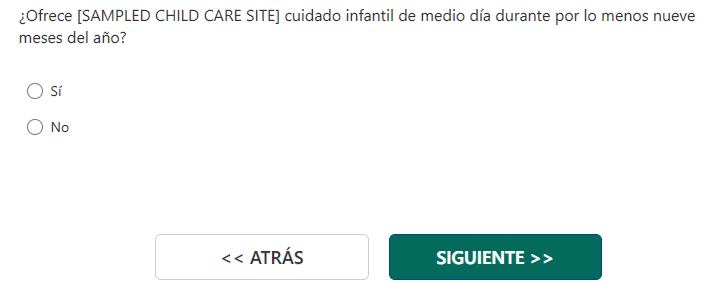 ¿Ofrece [SAMPLED CHILD CARE SITE] cuidado infantil de medio día durante por lo menos nueve
meses del año?
Sí
No
<< ATRÁS
SIGUIENTE >>